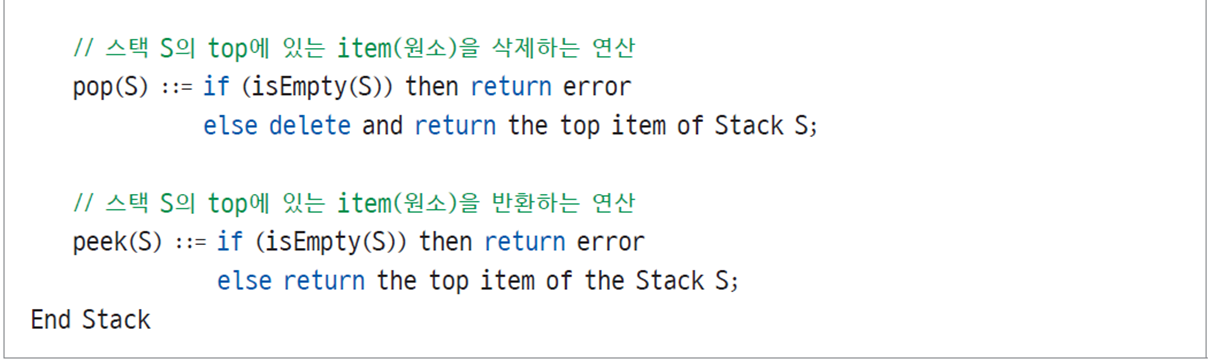 // 스택 S의 top에 있는 item(원소)을 삭제하는 연산
pop(S) ::= if (isEmpty(S)) then return error
else delete and return the top item of Stack S;
// 스택 S의 top에 있는 item(원소)을 반환하는 연산
peek(S) ::= if (isEmpty(S)) then return error
else return the top item of the Stack S;
End Stack